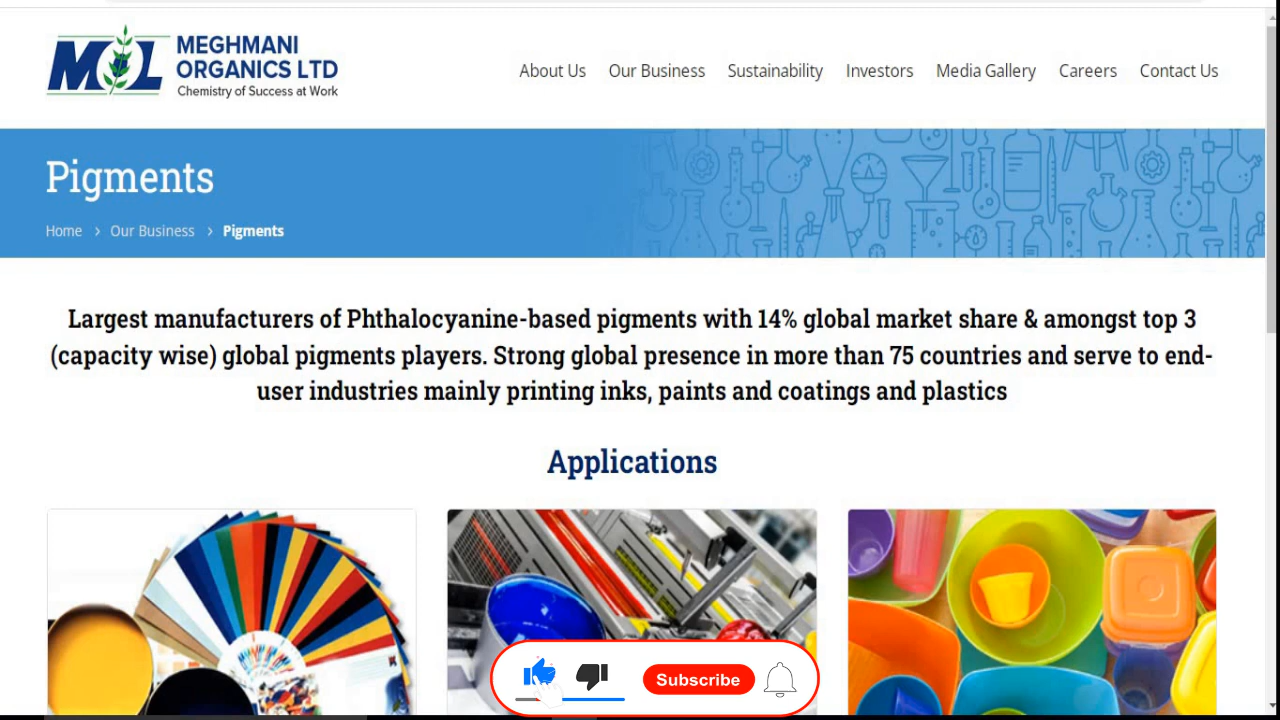 MOL
MEGHMANI
ORGANICS LTD
Chemistry of Success at Work
About Us Our Business Sustainability Investors Media Gallery Careers Contact Us
Pigments
Home > Our Business > Pigments
Largest manufacturers of Phthalocyanine-based pigments with 14% global market share & amongst top 3
(capacity wise) global pigments players. Strong global presence in more than 75 countries and serve to end-
user industries mainly printing inks, paints and coatings and plastics
Applications
Subscribe